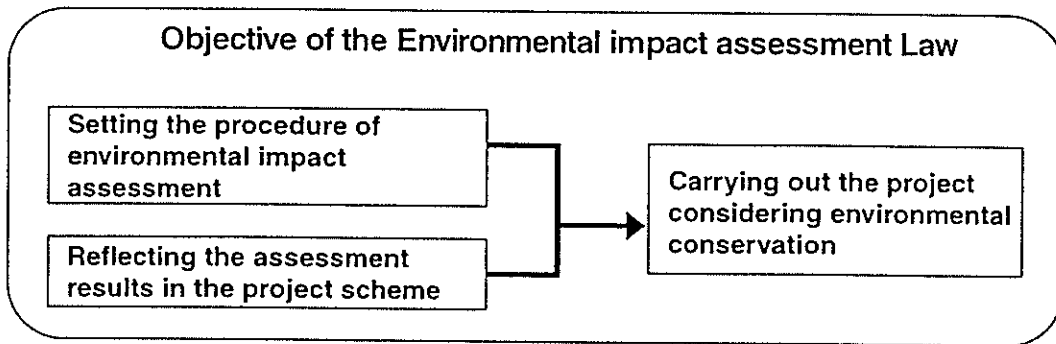 Objective of the Environmental impact assessment Law
Setting the procedure of
environmental impact
assessment
Reflecting the assessment
results in the project scheme
Carrying out the project
considering environmental
conservation